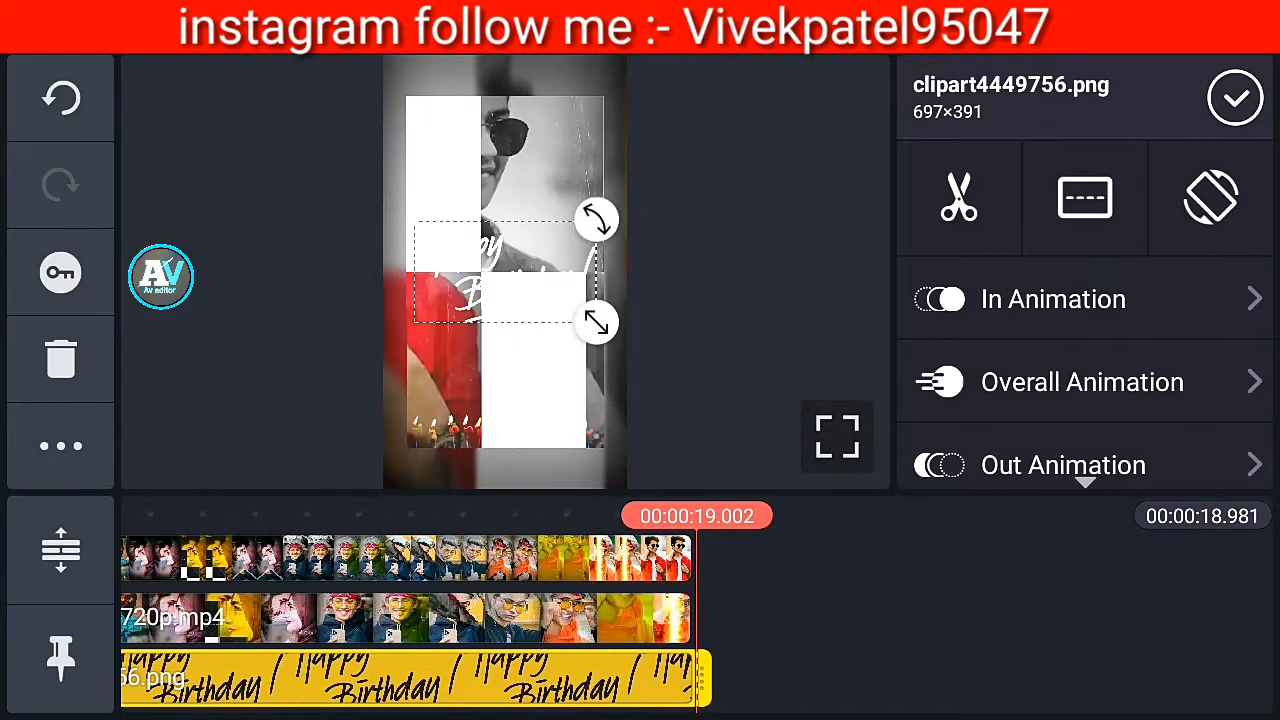 instagram follow me :- Vivekpatel95047
clipart4449756.png
697×391
AV
Av editor
Happy
In Animation
Overall Animation
Out Animation
00:00:19.002
00:00:18.981
720p.mp4
Happy Happy Happy
56.png
Birthday Birthday Birthday